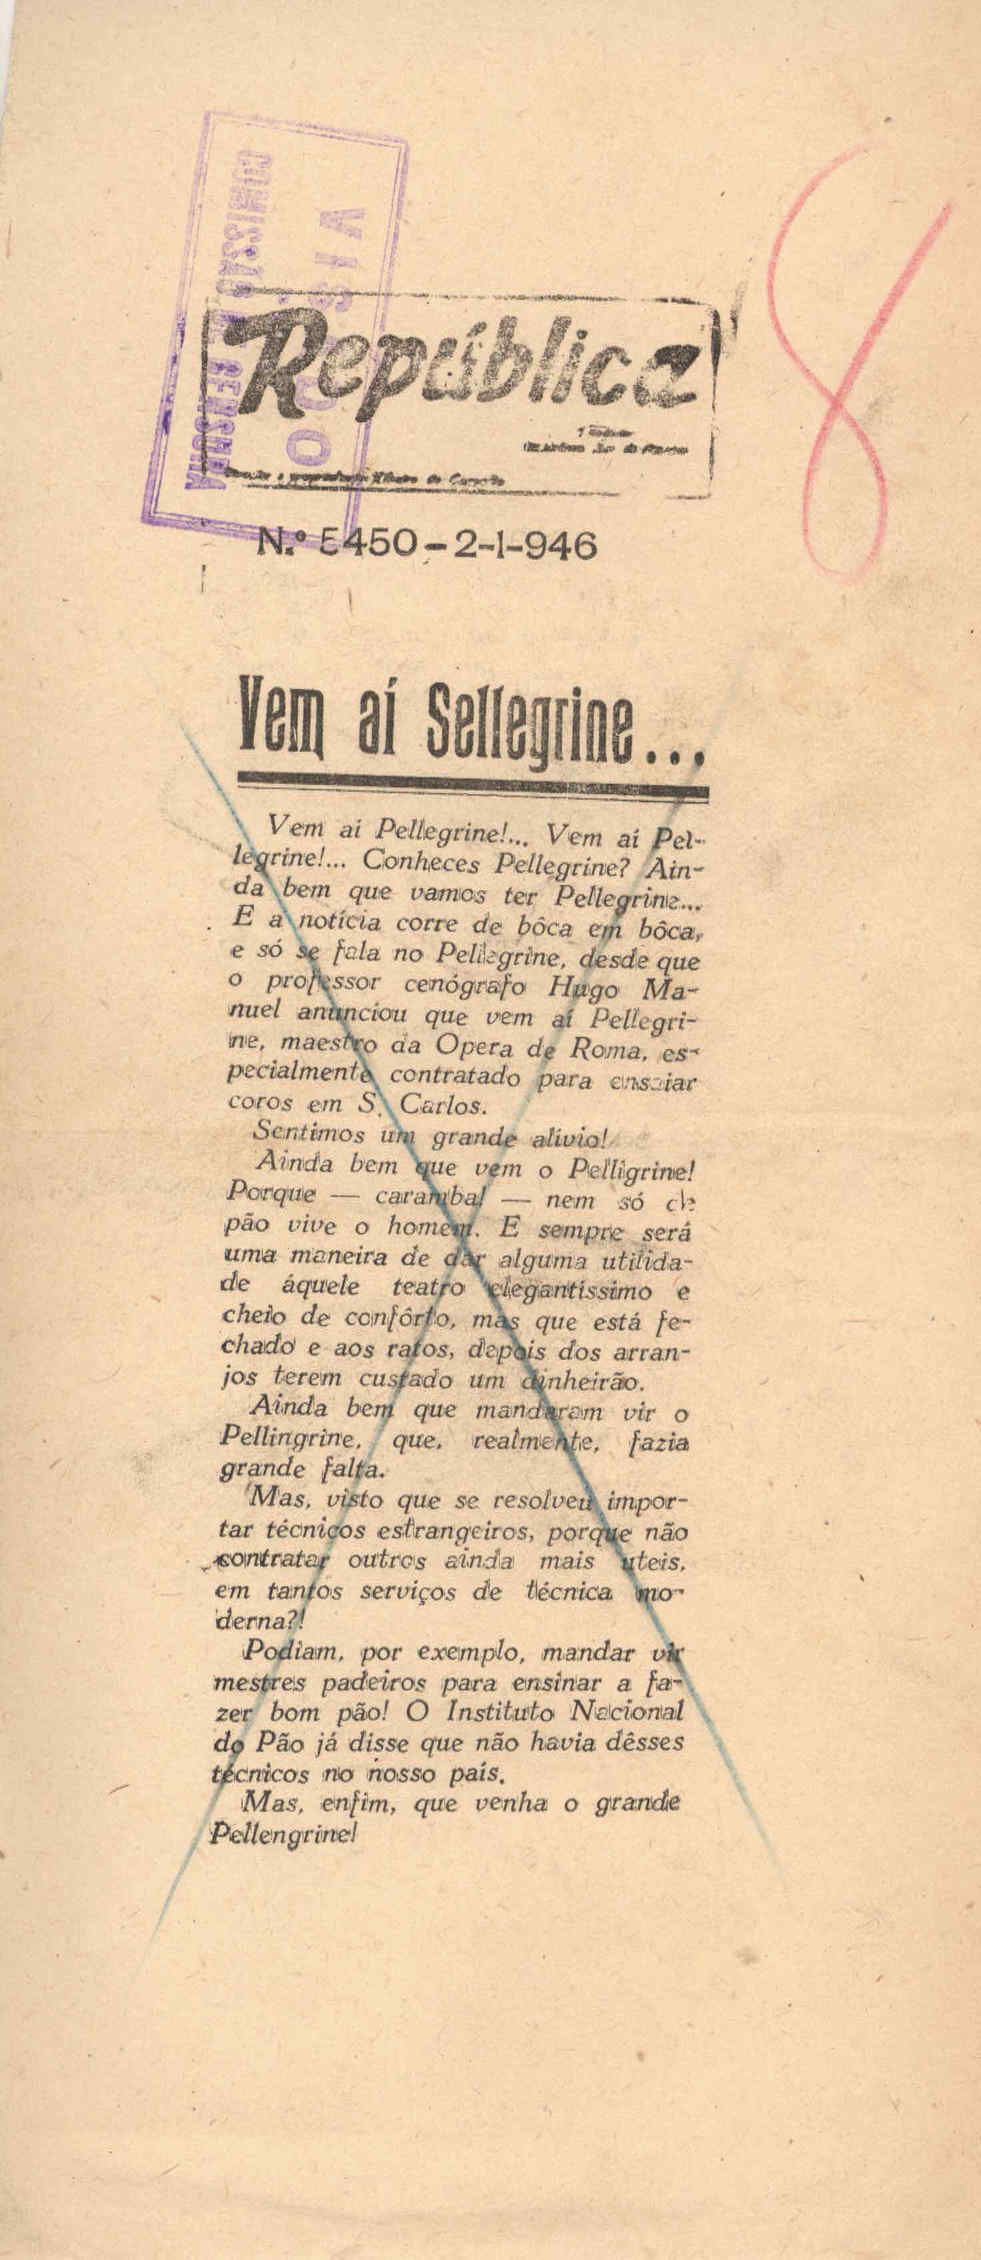 COMISSÃO DE CENSURA
VISADO
República
N.º 5450-2-1-946
Vem aí Sellegrine...
Vem aí Pellegrine!... Vem aí Pel-
legrine!... Conheces Pellegrine? Ain-
da bem que vamos ter Pellegrine...
E a notícia corre de bôca em bôca,
e só se fala no Pellegrine, desde que
o professor cenógrafo Hugo Ma-
nuel anunciou que vem aí Pellegri-
ne, maestro da Opera de Roma, es-
pecialmente contratado para ensaiar
coros em S. Carlos.
Sentimos um grande alívio!
Ainda bem que vem o Pelligrine!
Porque — caramba! — nem só de
pão vive o homem. E sempre será
uma maneira de dar alguma utilida-
de áquele teatro elegantíssimo e
cheio de confôrto, mas que está fe-
chado e aos ratos, depois dos arran-
jos terem custado um dinheirão.
Ainda bem que mandaram vir o
Pellingrine, que, realmente, fazia
grande falta.
Mas, visto que se resolveu impor-
tar técnicos estrangeiros, porque não
contratar outros ainda mais uteis,
em tantos serviços de técnica mo-
derna?!
Podiam, por exemplo, mandar vir
mestres padeiros para ensinar a fa-
zer bom pão! O Instituto Nacional
do Pão já disse que não havia dêsses
técnicos no nosso país.
Mas, enfim, que venha o grande
Pellengrine!